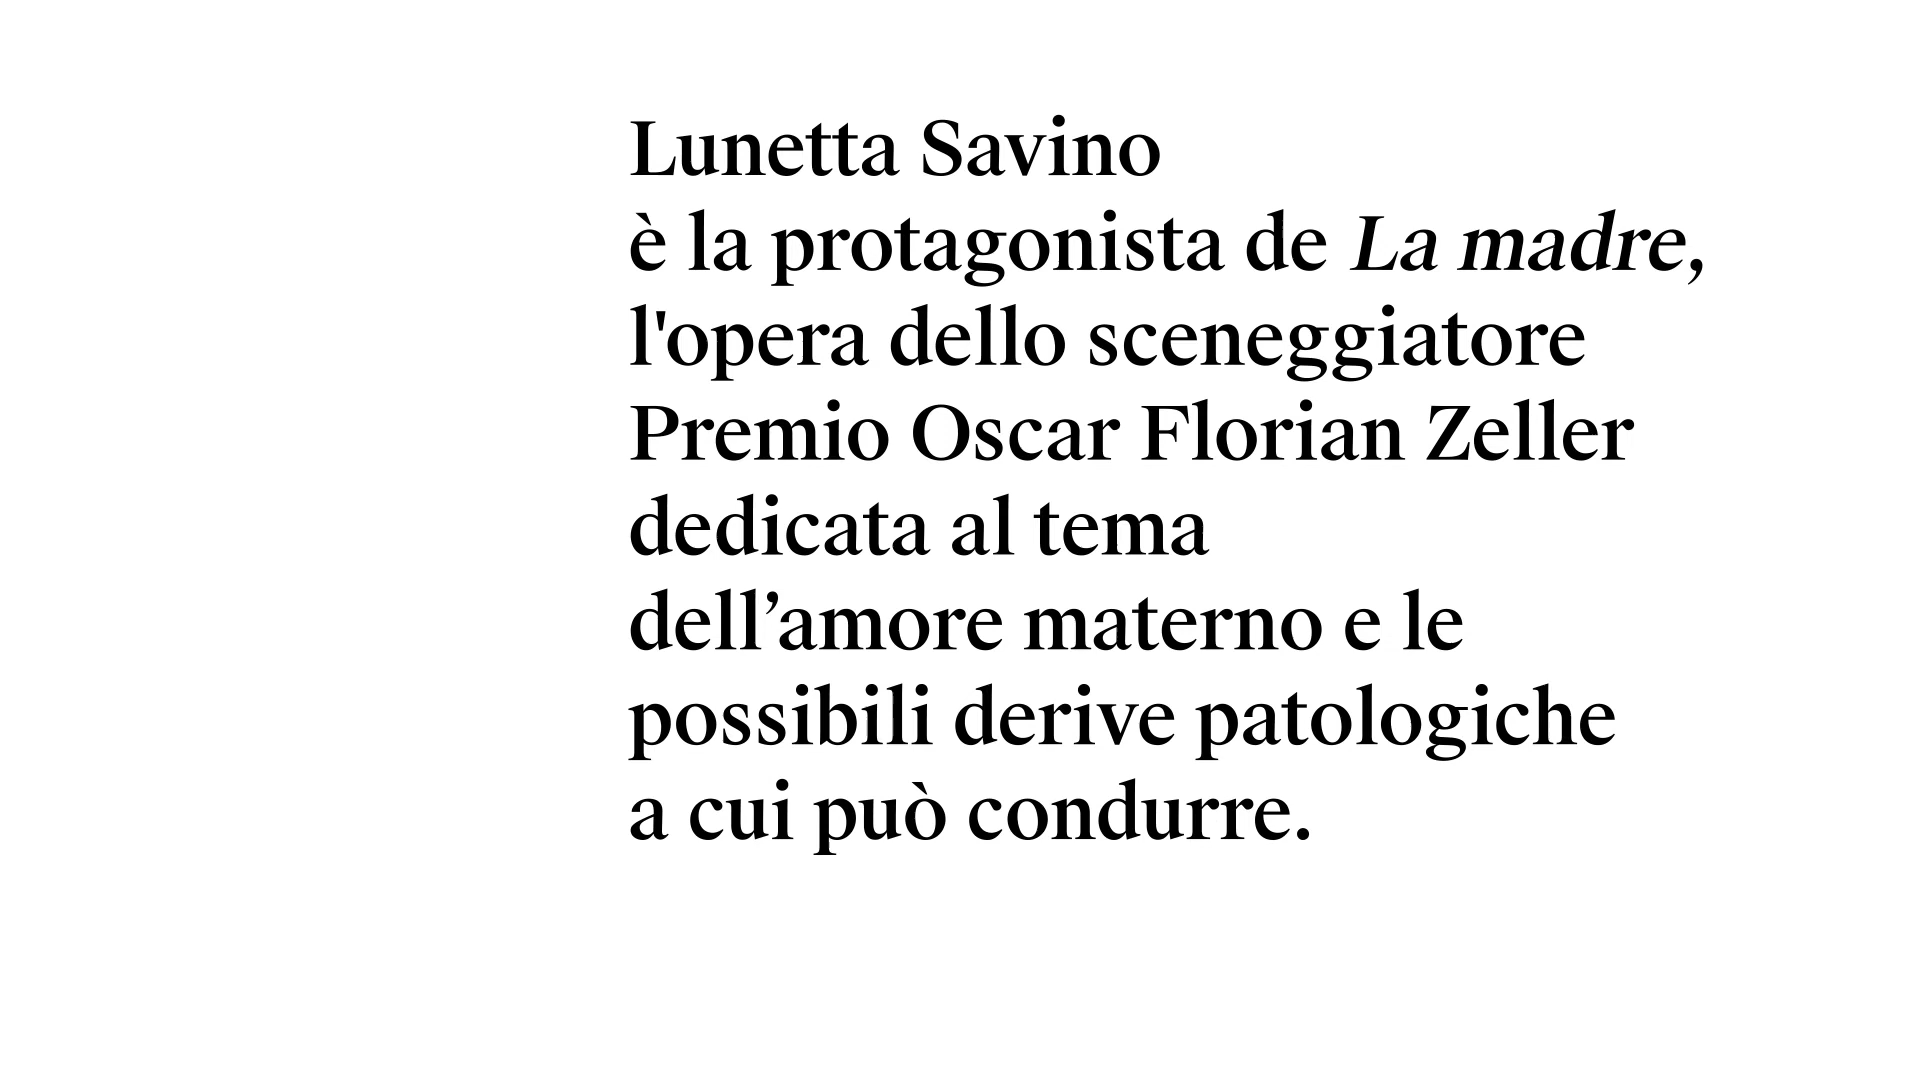 Lunetta Savino
è la protagonista de La madre,
l'opera dello sceneggiatore
Premio Oscar Florian Zeller
dedicata al tema
dell’amore materno e le
possibili derive patologiche
a cui può condurre.